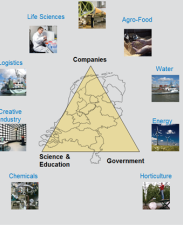 Life Sciences
Agro-Food
Companies
Logistics
Water
Creative
Industry
Energy
Science &
Education
Government
Chemicals
Horticulture